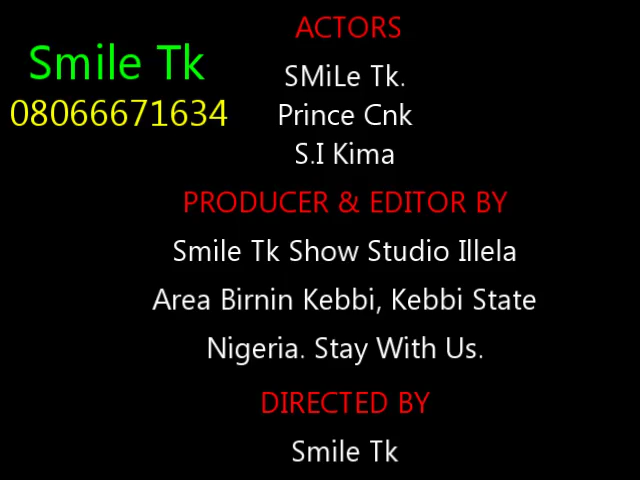 Smile Tk
08066671634
ACTORS
SMiLe Tk.
Prince Cnk
S.I Kima
PRODUCER & EDITOR BY
Smile Tk Show Studio Illela
Area Birnin Kebbi, Kebbi State
Nigeria. Stay With Us.
DIRECTED BY
Smile Tk